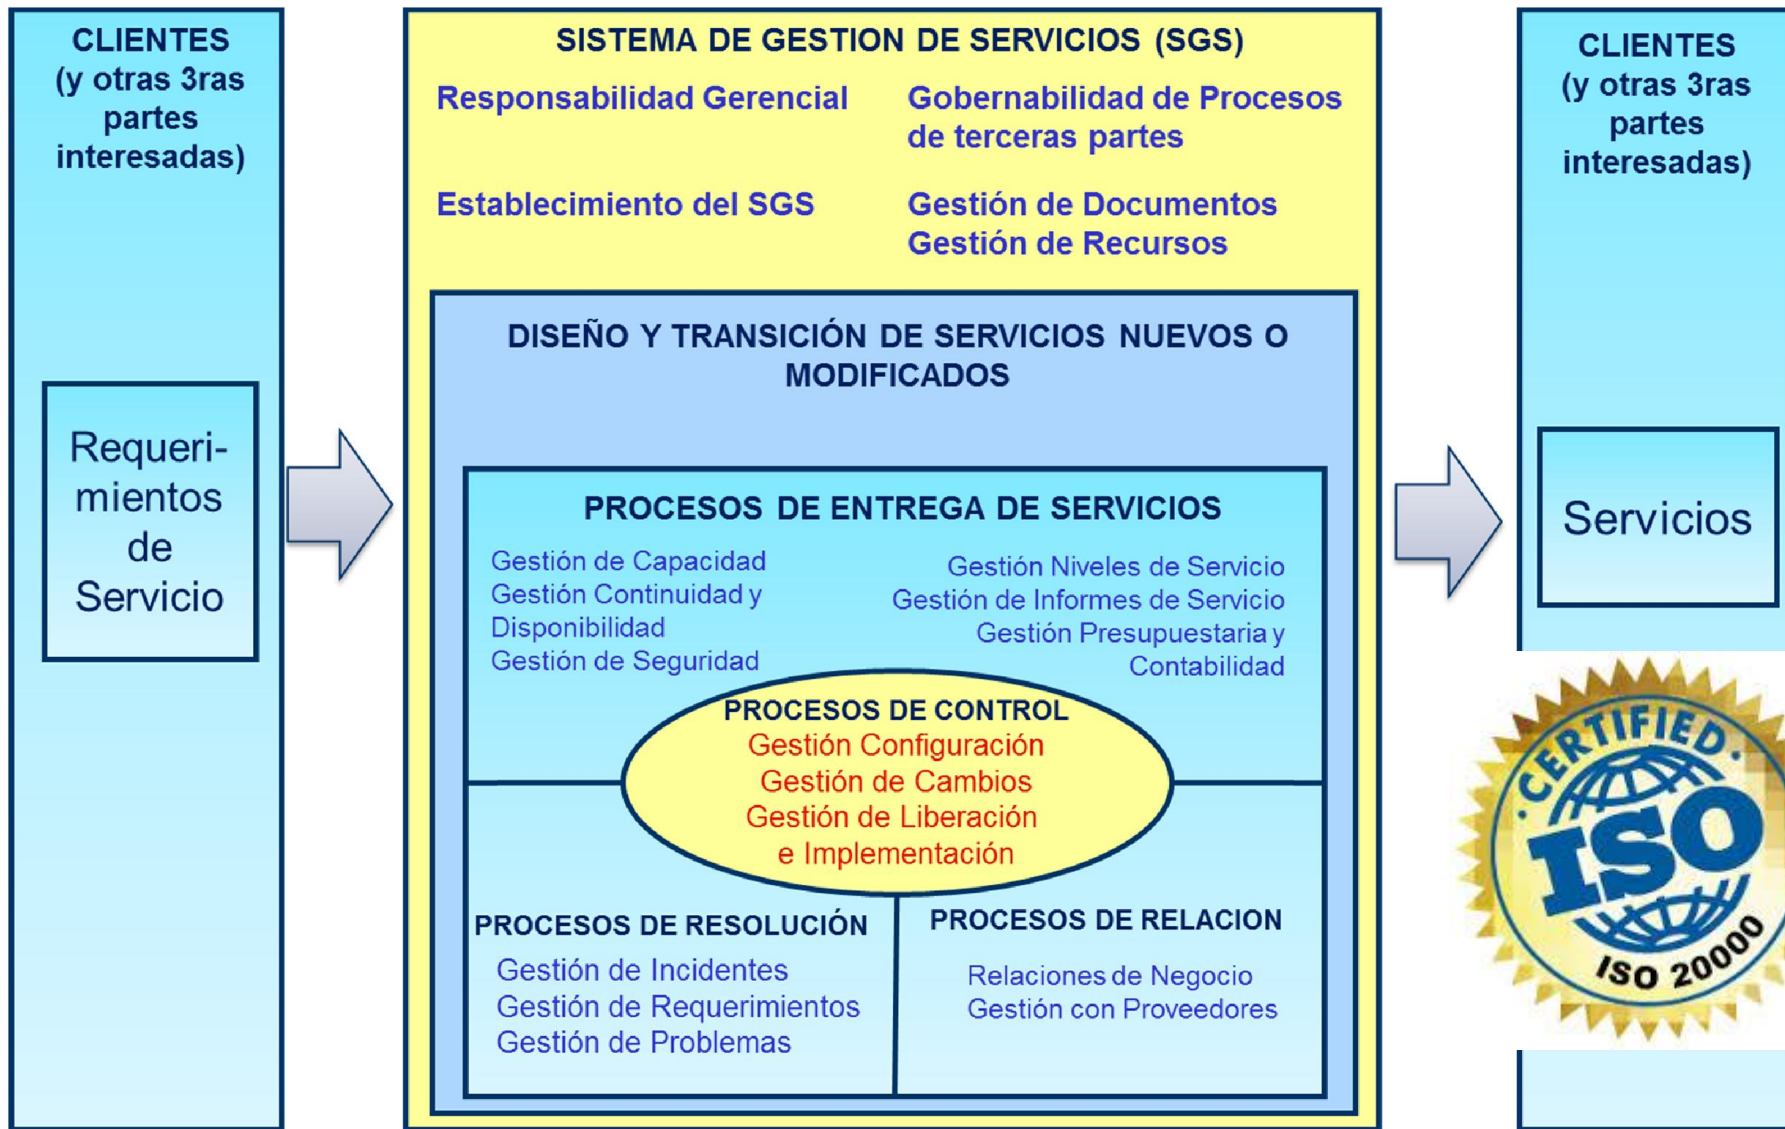 CLIENTES
(y otras 3ras
partes
interesadas)
Requeri-
mientos
de
Servicio
SISTEMA DE GESTION DE SERVICIOS (SGS)
Responsabilidad Gerencial
Gobernabilidad de Procesos
de terceras partes
Establecimiento del SGS
Gestión de Documentos
Gestión de Recursos
DISEÑO Y TRANSICIÓN DE SERVICIOS NUEVOS O
MODIFICADOS
PROCESOS DE ENTREGA DE SERVICIOS
Gestión de Capacidad
Gestión Continuidad y
Disponibilidad
Gestión de Seguridad
Gestión Niveles de Servicio
Gestión de Informes de Servicio
Gestión Presupuestaria y
Contabilidad
PROCESOS DE CONTROL
Gestión Configuración
Gestión de Cambios
Gestión de Liberación
e Implementación
PROCESOS DE RESOLUCIÓN
Gestión de Incidentes
Gestión de Requerimientos
Gestión de Problemas
PROCESOS DE RELACION
Relaciones de Negocio
Gestión con Proveedores
CLIENTES
(y otras 3ras
partes
interesadas)
Servicios
· CERTIFIED ·
ISO
ISO 20000